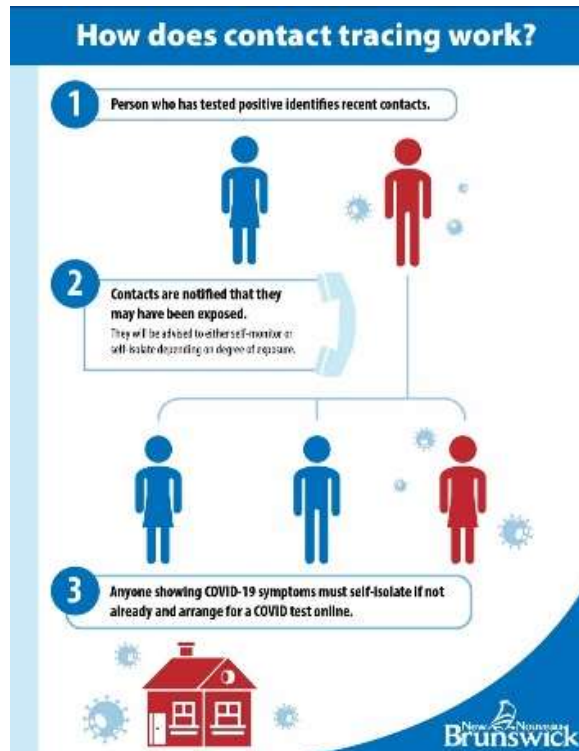 How does contact tracing work?
1
Person who has tested positive identifies recent contacts.
2
Contacts are notified that they
may have been exposed.
They will be advised to either self-monitor or
self-isolate depending on degree of exposure.
3
Anyone showing COVID-19 symptoms must self-isolate if not
already and arrange for a COVID test online.
New Nouveau
Brunswick